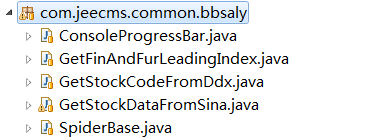 com.jeecms.common.bbsaly
ConsoleProgressBar.java
GetFinAndFurLeadingIndex.java
GetStockCodeFromDdx.java
GetStockDataFromSina.java
SpiderBase.java